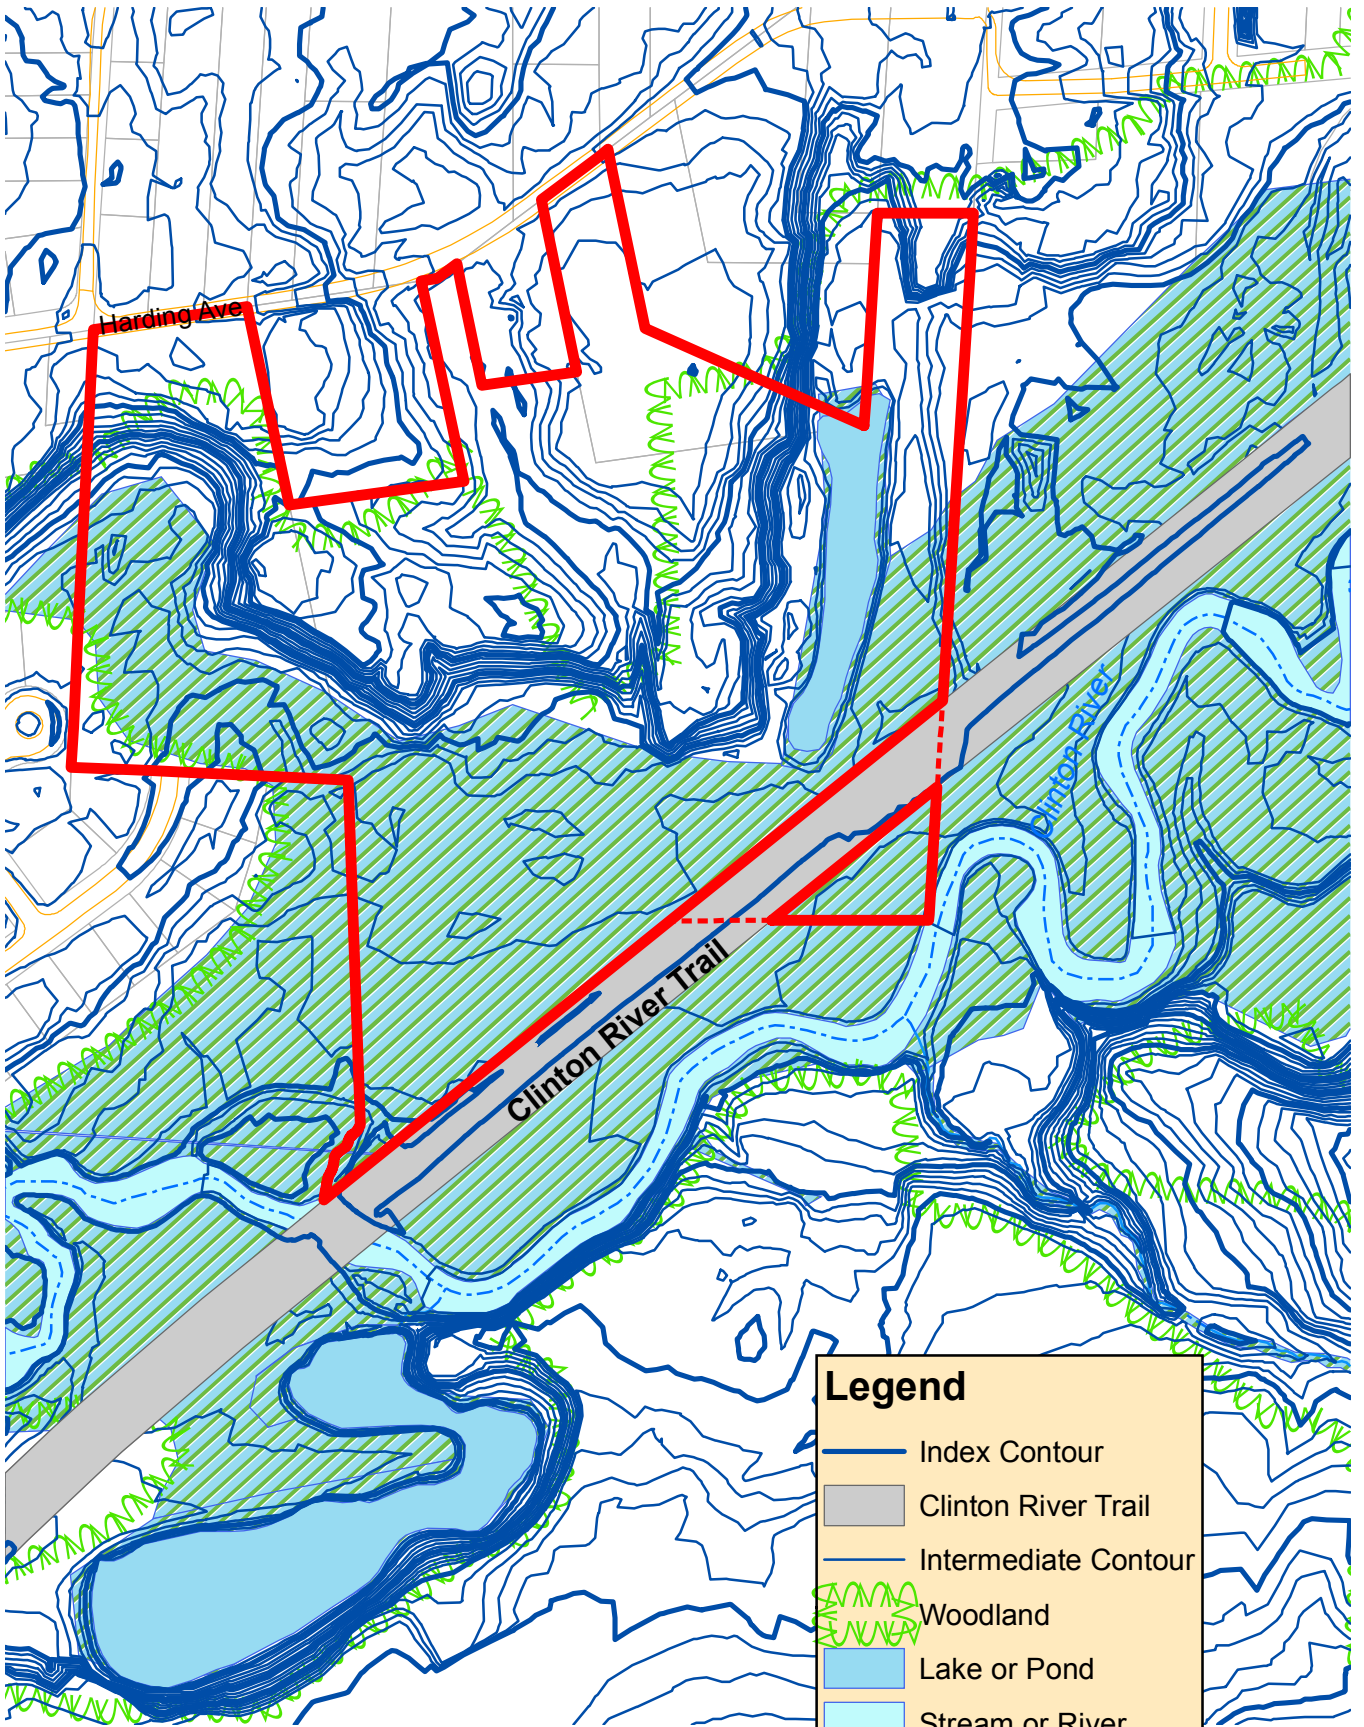 Harding Ave
Clinton River
Clinton River Trail
Legend
Index Contour
Clinton River Trail
Intermediate Contour
Woodland
Lake or Pond
Stream or River